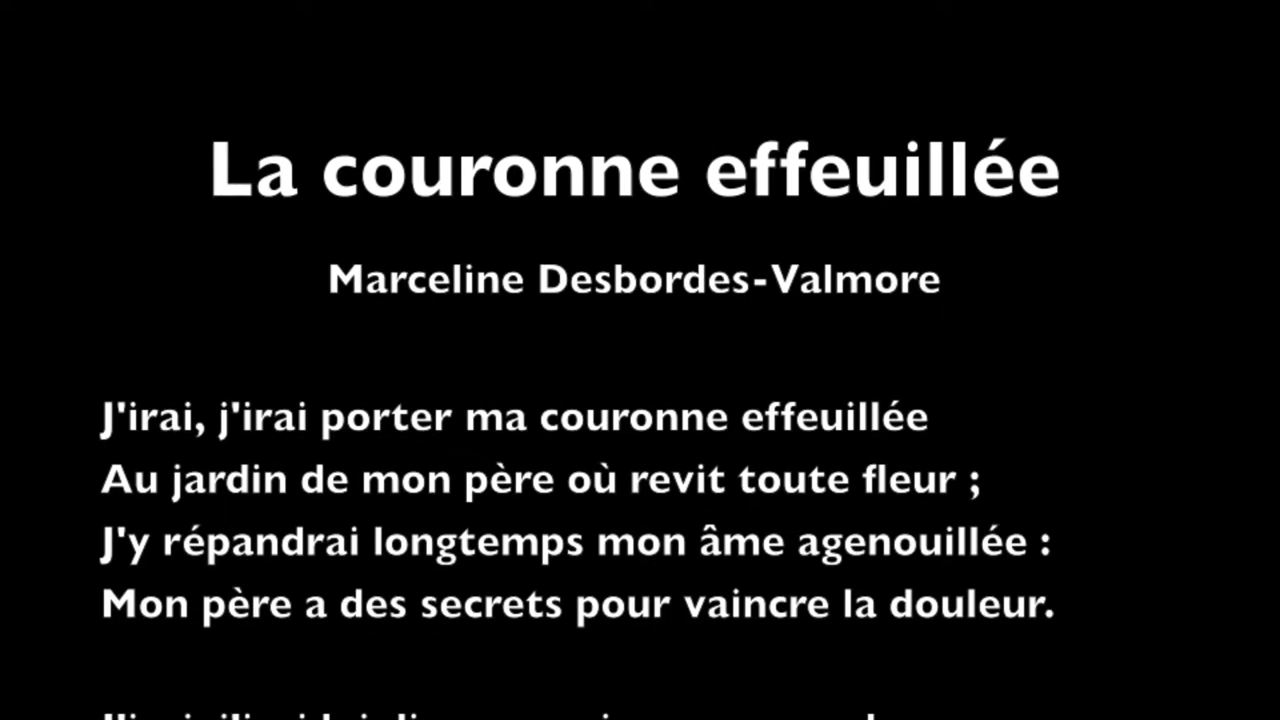 La couronne effeuillée
Marceline Desbordes-Valmore
J'irai, j'irai porter ma couronne effeuillée
Au jardin de mon père où revit toute fleur ;
J'y répandrai longtemps mon âme agenouillée :
Mon père a des secrets pour vaincre la douleur.